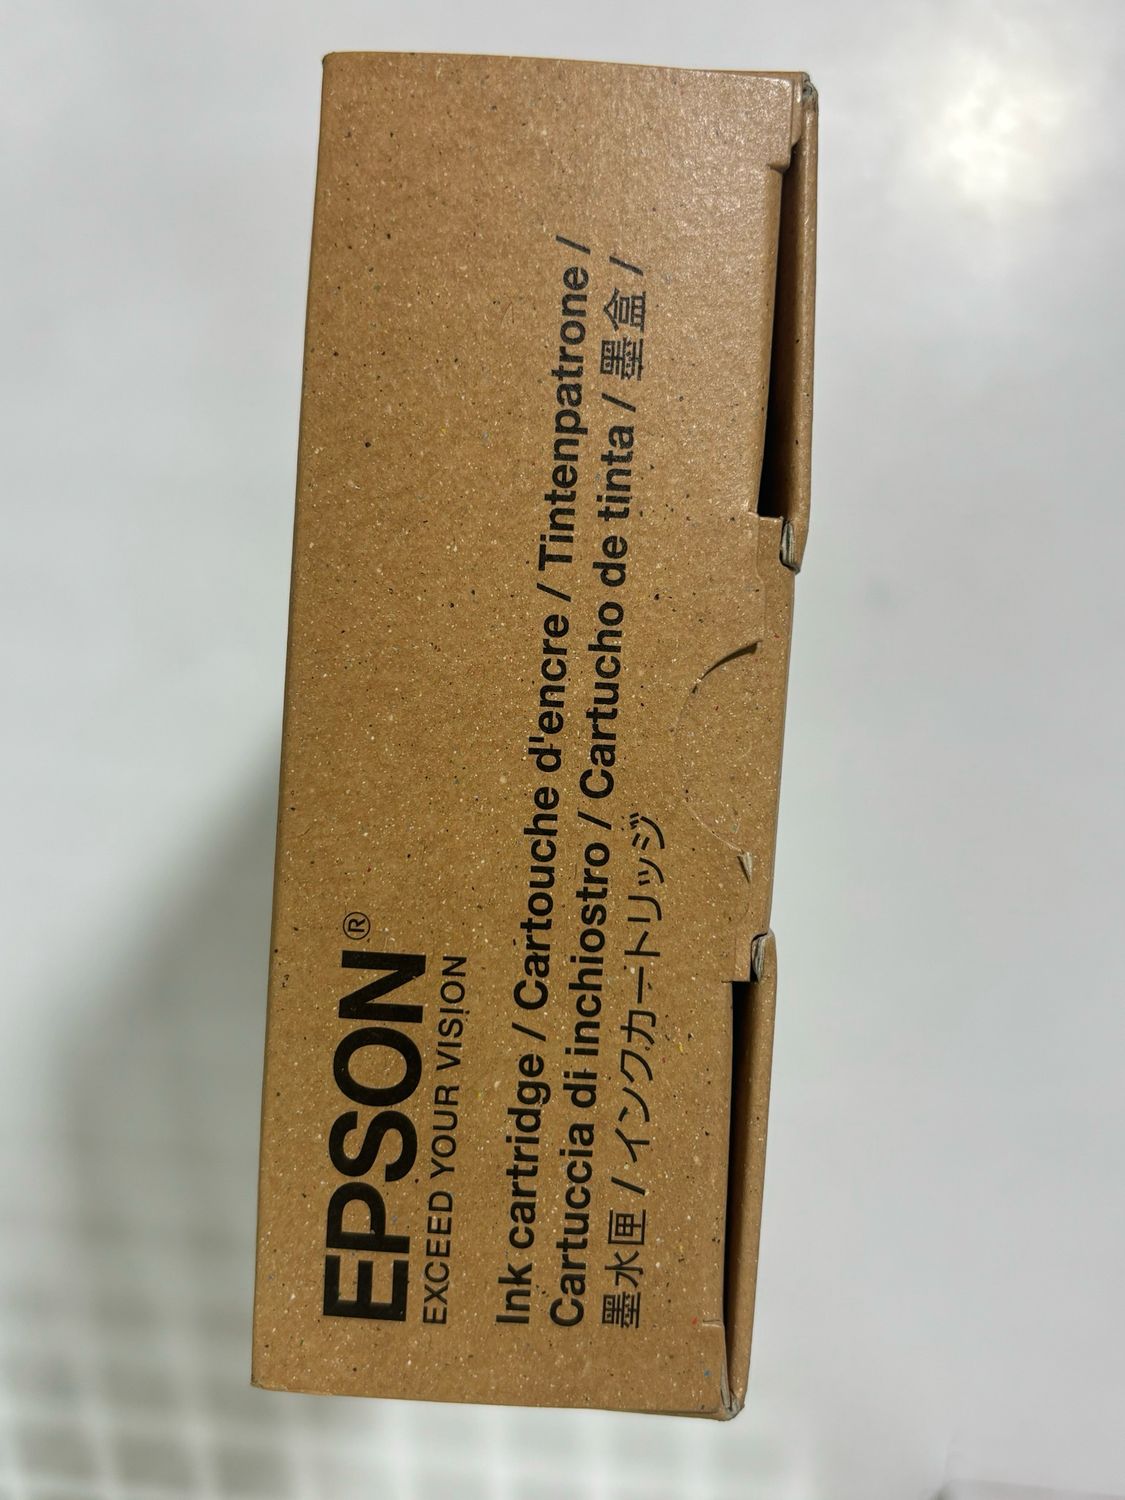 EPSON®
EXCEED YOUR VISION
Ink cartridge / Cartouche d'encre / Tintenpatrone /
Cartuccia di inchiostro / Cartucho de tinta / 墨盒 /
墨水匣 / インクカートリッジ